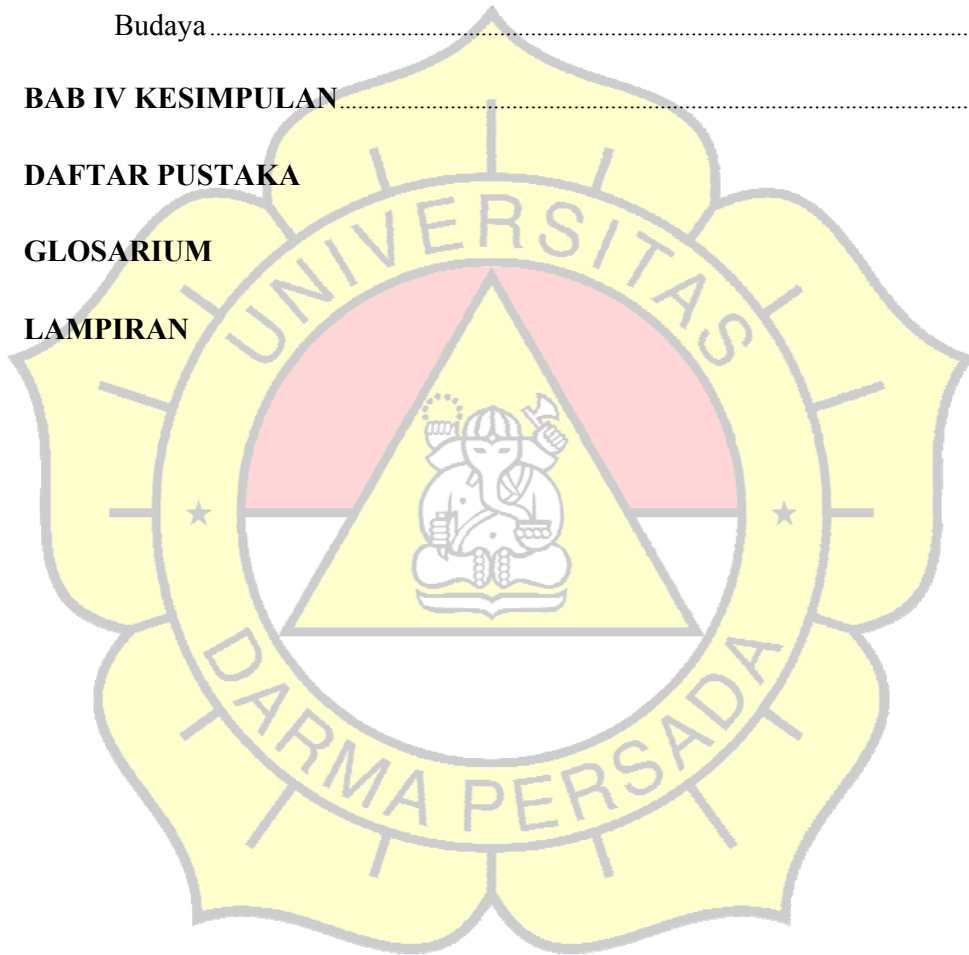 Budaya........................................................................................................
BAB IV KESIMPULAN........................................................................................
DAFTAR PUSTAKA
GLOSARIUM
LAMPIRAN
UNIVERSITAS
DARMA PERSADA